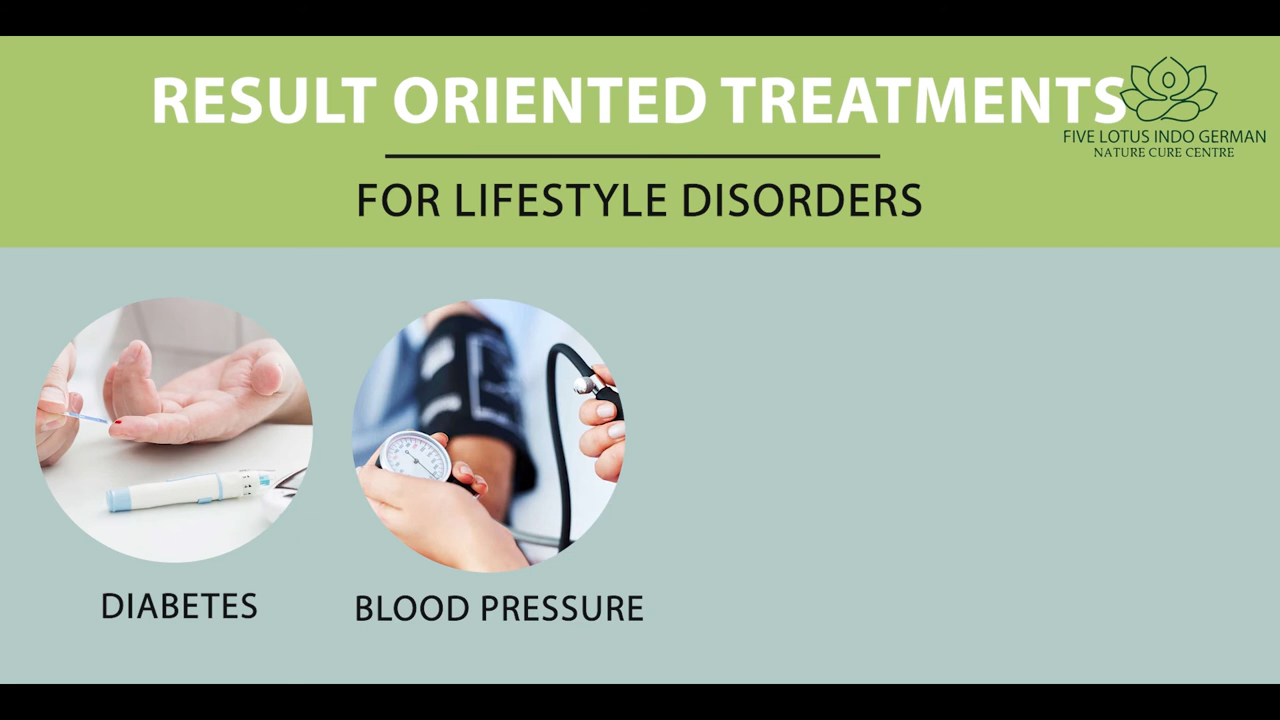 RESULT ORIENTED TREATMENTS
FIVE LOTUS INDO GERMAN
NATURE CURE CENTRE
FOR LIFESTYLE DISORDERS
DIABETES
BLOOD PRESSURE